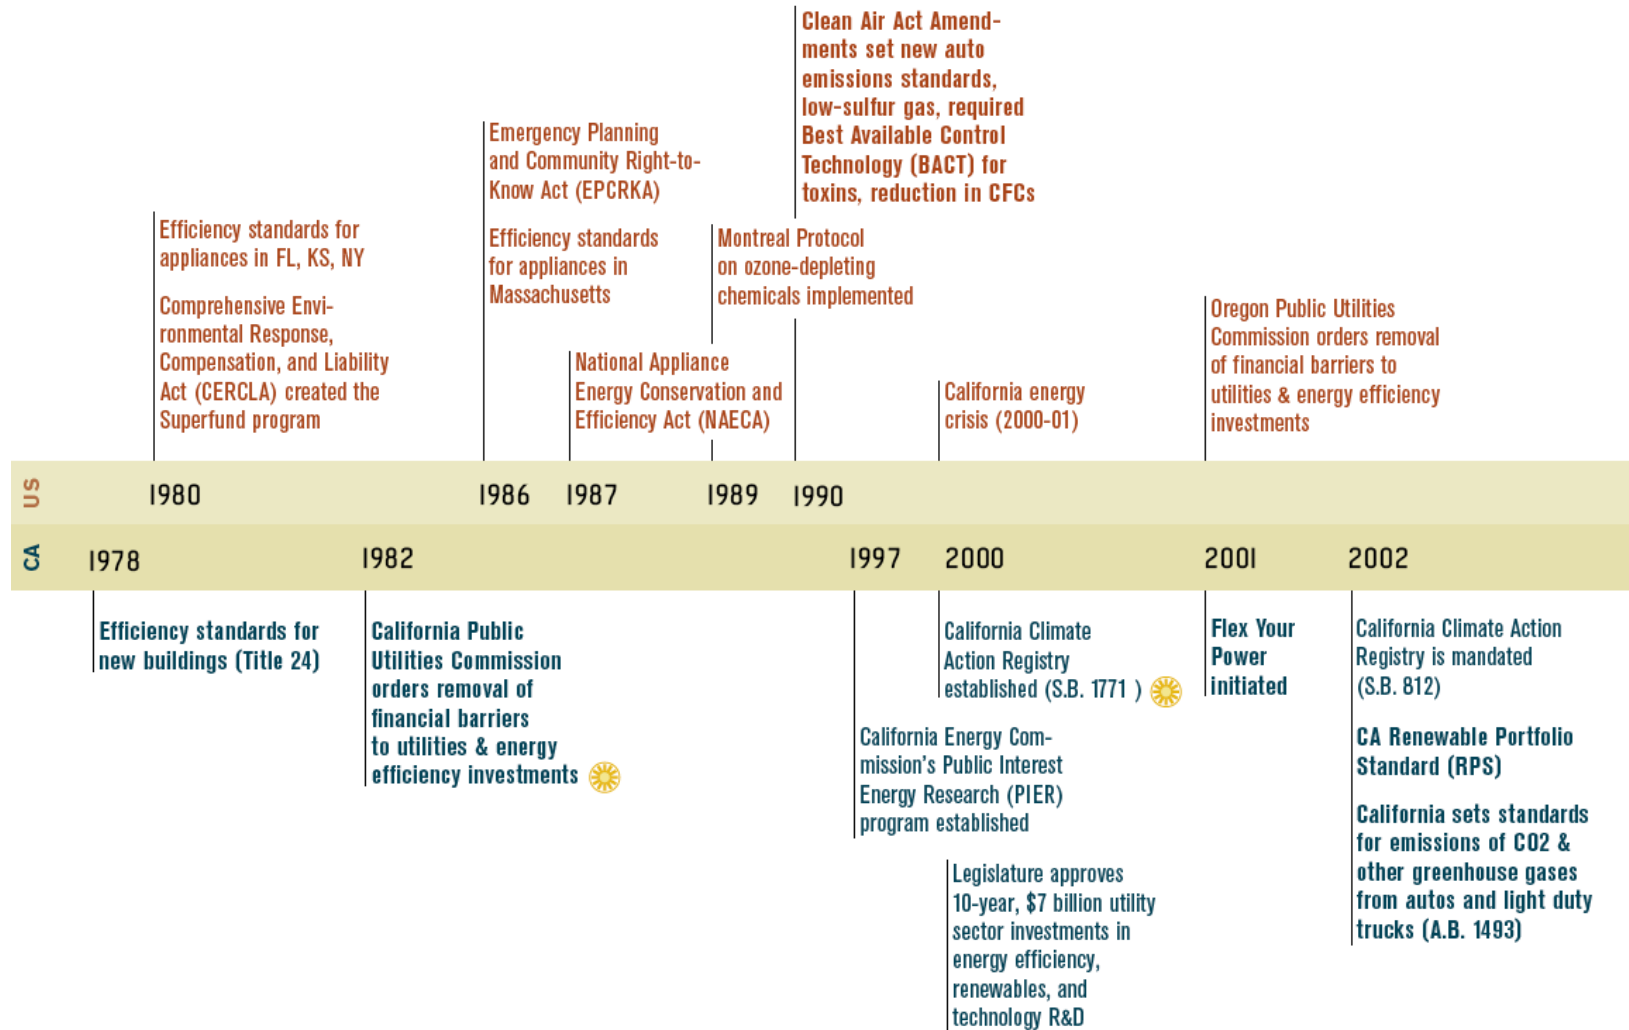 Clean Air Act Amend-
ments set new auto
emissions standards,
low-sulfur gas, required
Best Available Control
Technology (BACT) for
toxins, reduction in CFCs
Emergency Planning
and Community Right-to-
Know Act (EPCRKA)
Efficiency standards
for appliances in
Massachusetts
Efficiency standards for
appliances in FL, KS, NY
Comprehensive Envi-
ronmental Response,
Compensation, and Liability
Act (CERCLA) created the
Superfund program
Montreal Protocol
on ozone-depleting
chemicals implemented
National Appliance
Energy Conservation and
Efficiency Act (NAECA)
California energy
crisis (2000-01)
Oregon Public Utilities
Commission orders removal
of financial barriers to
utilities & energy efficiency
investments
US
1980 1986 1987 1989 1990
CA
1978 1982 1997 2000 2001 2002
Efficiency standards for
new buildings (Title 24)
California Public
Utilities Commission
orders removal of
financial barriers
to utilities & energy
efficiency investments
California Energy Com-
mission's Public Interest
Energy Research (PIER)
program established
California Climate
Action Registry
established (S.B. 1771 )
Legislature approves
10-year, $7 billion utility
sector investments in
energy efficiency,
renewables, and
technology R&D
Flex Your
Power
initiated
California Climate Action
Registry is mandated
(S.B. 812)
CA Renewable Portfolio
Standard (RPS)
California sets standards
for emissions of CO2 &
other greenhouse gases
from autos and light duty
trucks (A.B. 1493)